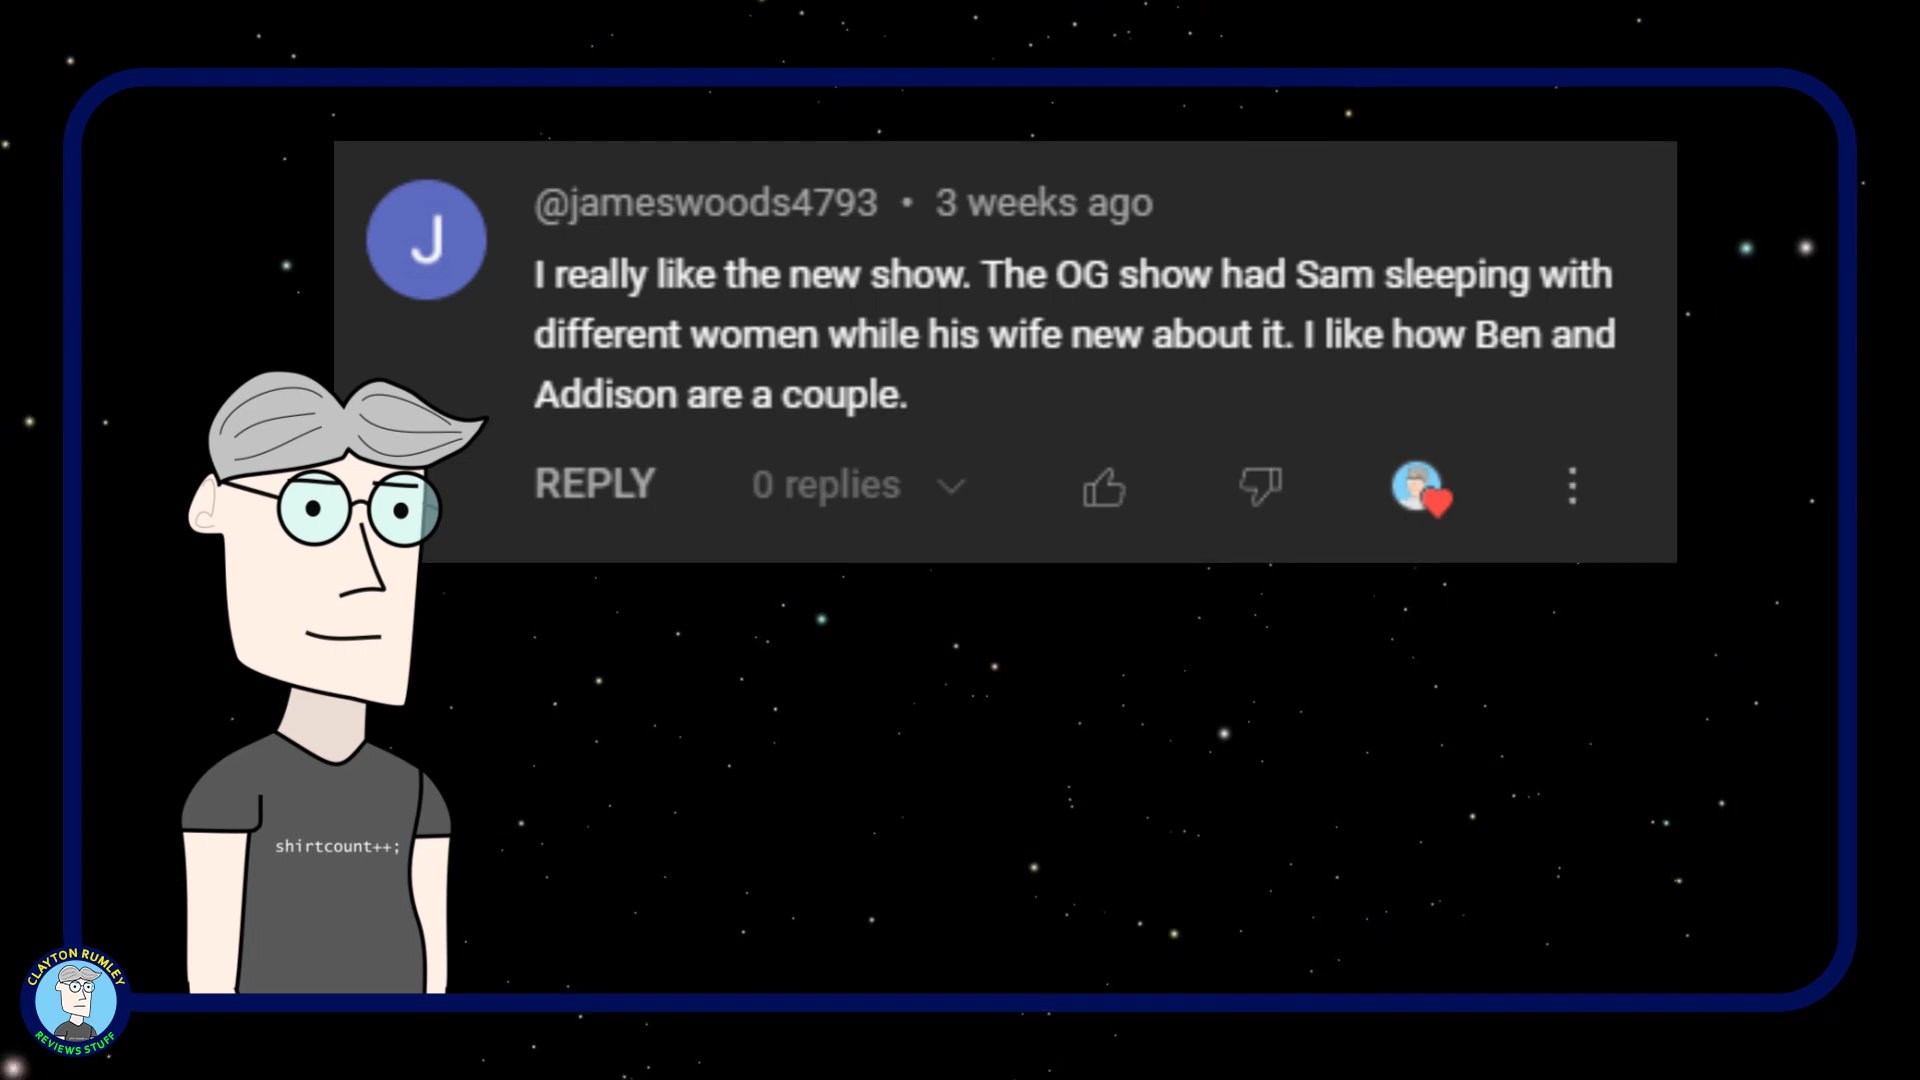 J
@jameswoods4793 • 3 weeks ago
I really like the new show. The OG show had Sam sleeping with
different women while his wife new about it. I like how Ben and
Addison are a couple.
REPLY 0 replies
shirtcount++;
CLAYTON RUMLEY
REVIEWS STUFF